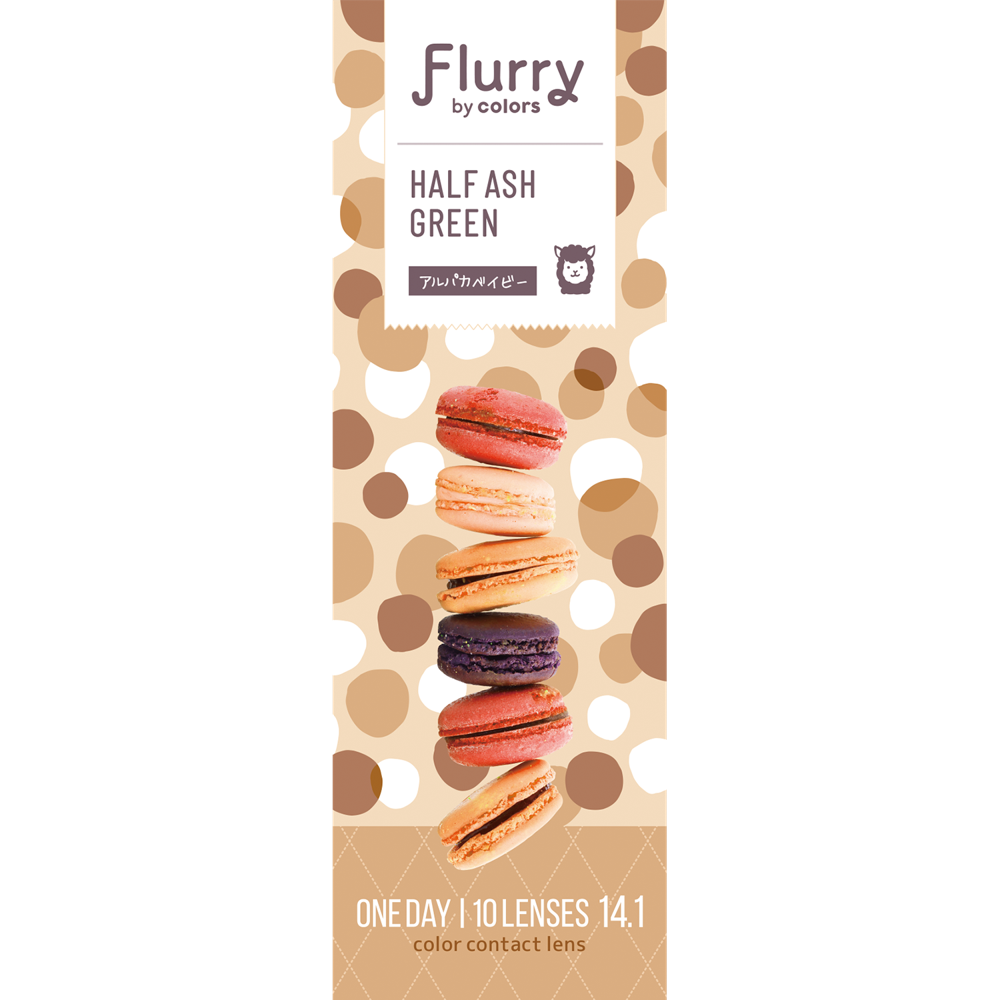 Flurry
by colors
HALF ASH
GREEN
アルパカベイビー
ONE DAY | 10 LENSES 14.1
color contact lens